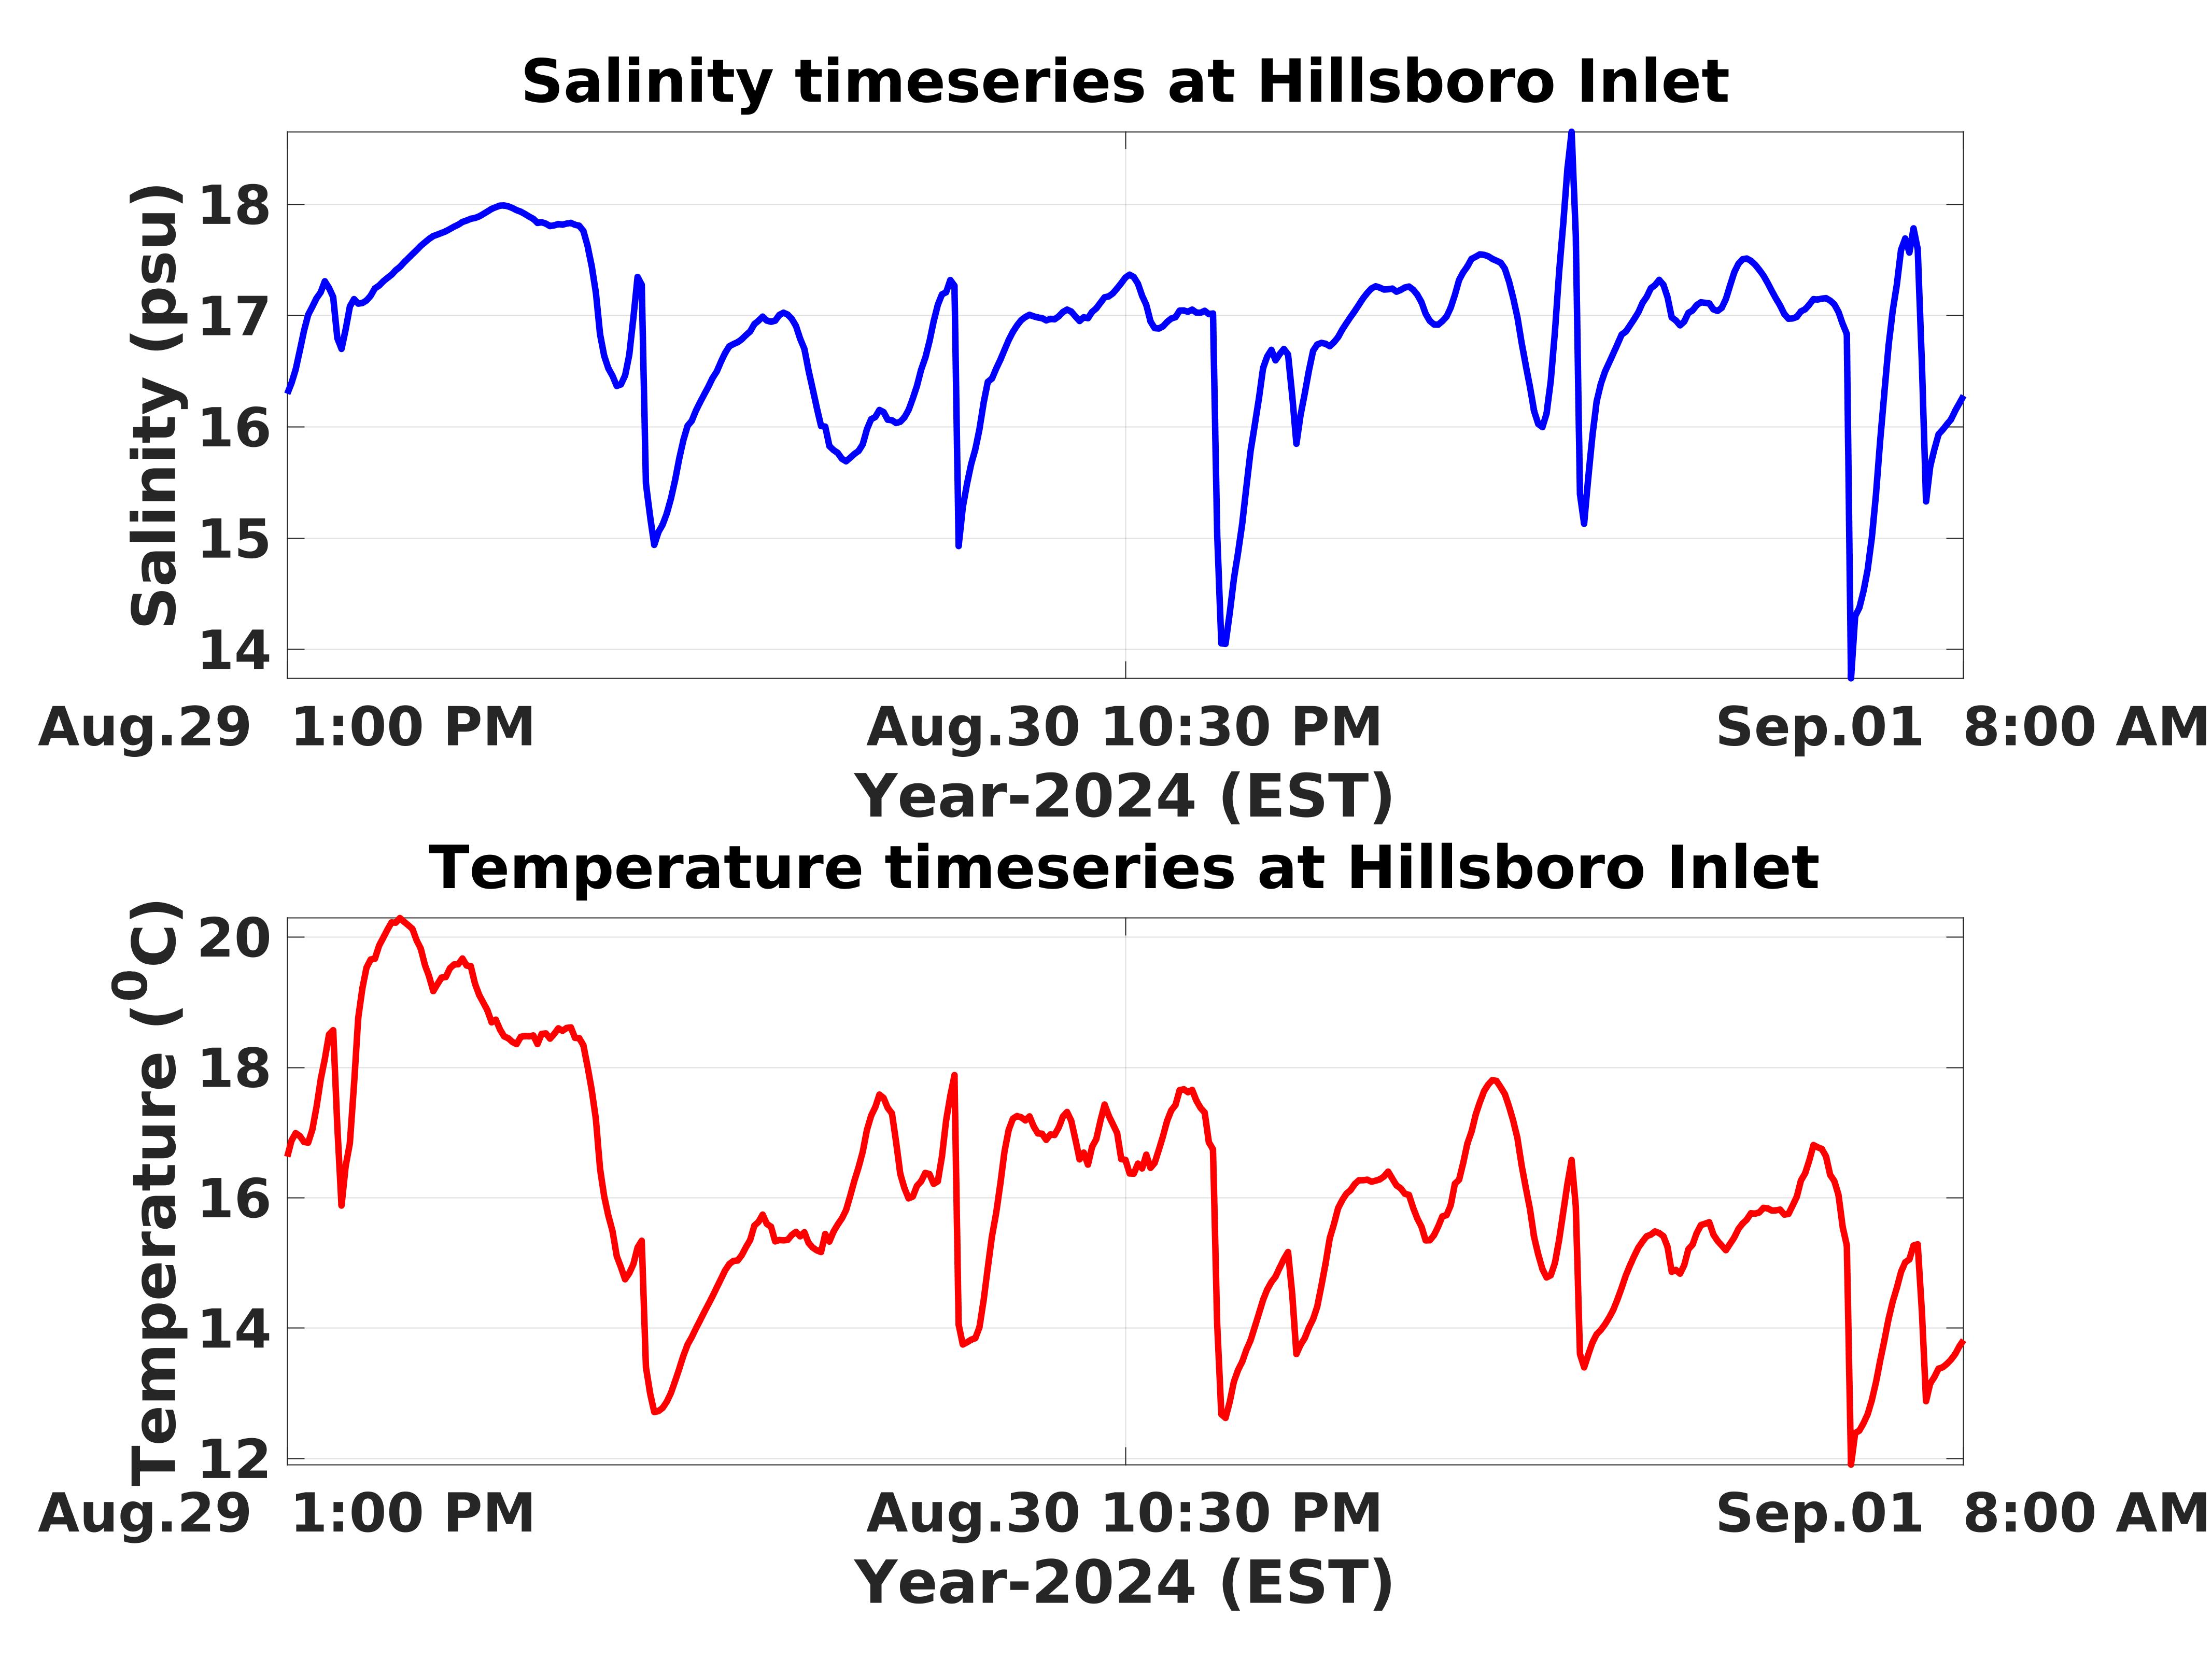 Salinity timeseries at Hillsboro Inlet
Salinity (psu)
18
17
16
15
14
Aug.29  1:00 PM
Aug.30 10:30 PM
Sep.01  8:00 AM
Year-2024 (EST)
Temperature timeseries at Hillsboro Inlet
Temperature (⁰C)
20
18
16
14
12
Aug.29  1:00 PM
Aug.30 10:30 PM
Sep.01  8:00 AM
Year-2024 (EST)